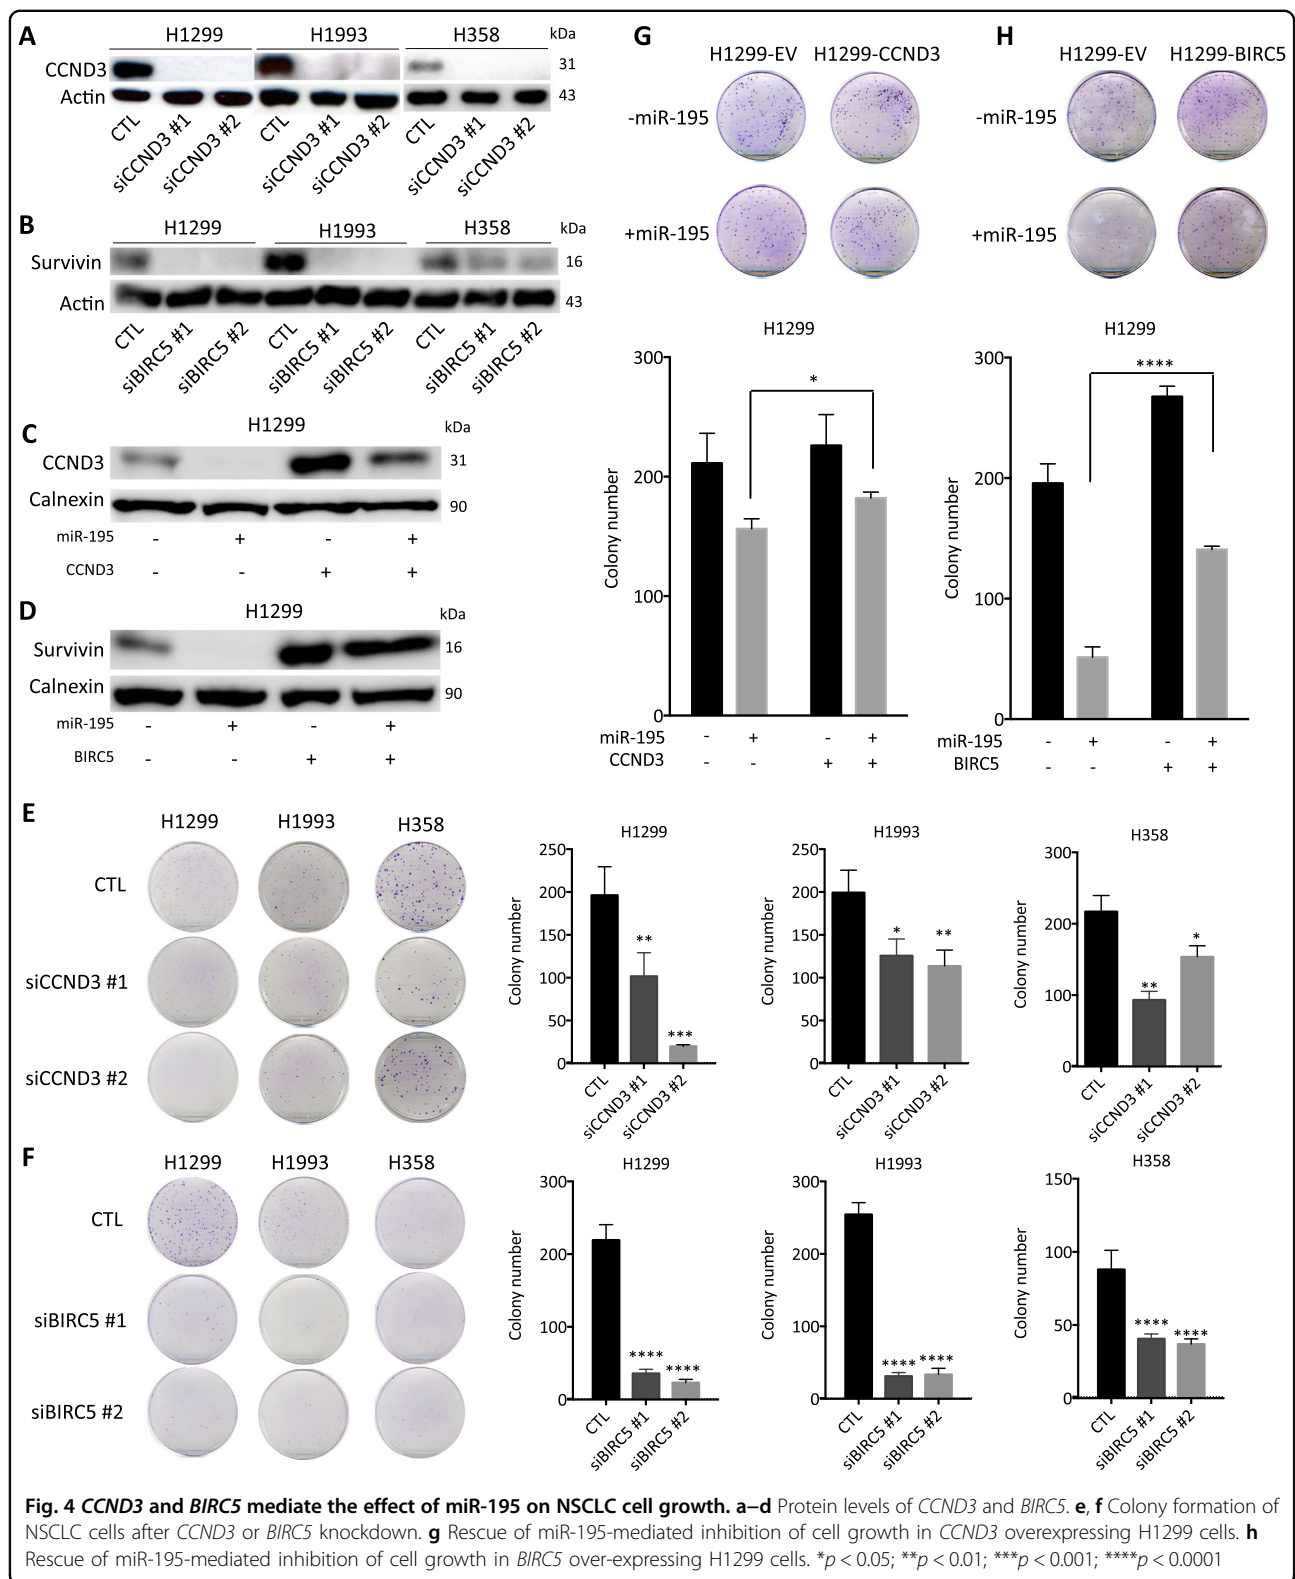 A
H1299 H1993 H358 kDa
CCND3 31
Actin 43
CTL siCCND3 #1 siCCND3 #2 CTL siCCND3 #1 siCCND3 #2 CTL siCCND3 #1 siCCND3 #2
B
H1299 H1993 H358 kDa
Survivin 16
Actin 43
CTL siBIRC5 #1 siBIRC5 #2 CTL siBIRC5 #1 siBIRC5 #2 CTL siBIRC5 #1 siBIRC5 #2
C
H1299 kDa
CCND3 31
Calnexin 90
miR-195 - + - +
CCND3 - - + +
D
H1299 kDa
Survivin 16
Calnexin 90
miR-195 - + - +
BIRC5 - - + +
G
H1299-EV H1299-CCND3
-miR-195
+miR-195
H1299
300
200
100
0
Colony number
*
miR-195 - + - +
CCND3 - - + +
H
H1299-EV H1299-BIRC5
-miR-195
+miR-195
H1299
300
200
100
0
Colony number
****
miR-195 - + - +
BIRC5 - - + +
E
H1299 H1993 H358
CTL
siCCND3 #1
siCCND3 #2
H1299
250
200
150
100
50
0
Colony number
** ***
CTL siCCND3 #1 siCCND3 #2
H1993
250
200
150
100
50
0
Colony number
* **
CTL siCCND3 #1 siCCND3 #2
H358
300
200
100
0
Colony number
** *
CTL siCCND3 #1 siCCND3 #2
F
H1299 H1993 H358
CTL
siBIRC5 #1
siBIRC5 #2
H1299
300
200
100
0
Colony number
**** ****
CTL siBIRC5 #1 siBIRC5 #2
H1993
300
200
100
0
Colony number
**** ****
CTL siBIRC5 #1 siBIRC5 #2
H358
150
100
50
0
Colony number
**** ****
CTL siBIRC5 #1 siBIRC5 #2
Fig. 4 CCND3 and BIRC5 mediate the effect of miR-195 on NSCLC cell growth. a–d Protein levels of CCND3 and BIRC5. e, f Colony formation of
NSCLC cells after CCND3 or BIRC5 knockdown. g Rescue of miR-195-mediated inhibition of cell growth in CCND3 overexpressing H1299 cells. h
Rescue of miR-195-mediated inhibition of cell growth in BIRC5 over-expressing H1299 cells. *p < 0.05; **p < 0.01; ***p < 0.001; ****p < 0.0001